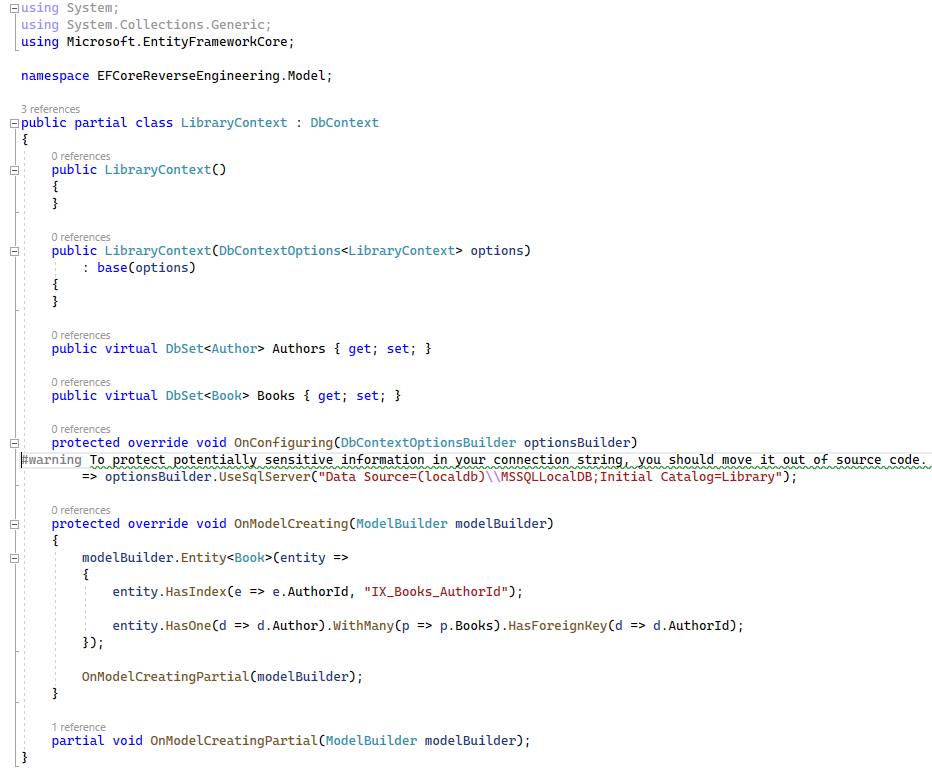 using System;
using System.Collections.Generic;
using Microsoft.EntityFrameworkCore;
namespace EFCoreReverseEngineering.Model;
3 references
public partial class LibraryContext : DbContext
{
0 references
public LibraryContext()
{
}
0 references
public LibraryContext(DbContextOptions<LibraryContext> options)
: base(options)
{
}
0 references
public virtual DbSet<Author> Authors { get; set; }
0 references
public virtual DbSet<Book> Books { get; set; }
0 references
protected override void OnConfiguring(DbContextOptionsBuilder optionsBuilder)
#warning To protect potentially sensitive information in your connection string, you should move it out of source code.
=> optionsBuilder.UseSqlServer("Data Source=(localdb)\\MSSQLLocalDB;Initial Catalog=Library");
0 references
protected override void OnModelCreating(ModelBuilder modelBuilder)
{
modelBuilder.Entity<Book>(entity =>
{
entity.HasIndex(e => e.AuthorId, "IX_Books_AuthorId");
entity.HasOne(d => d.Author).WithMany(p => p.Books).HasForeignKey(d => d.AuthorId);
});
OnModelCreatingPartial(modelBuilder);
}
1 reference
partial void OnModelCreatingPartial(ModelBuilder modelBuilder);
}